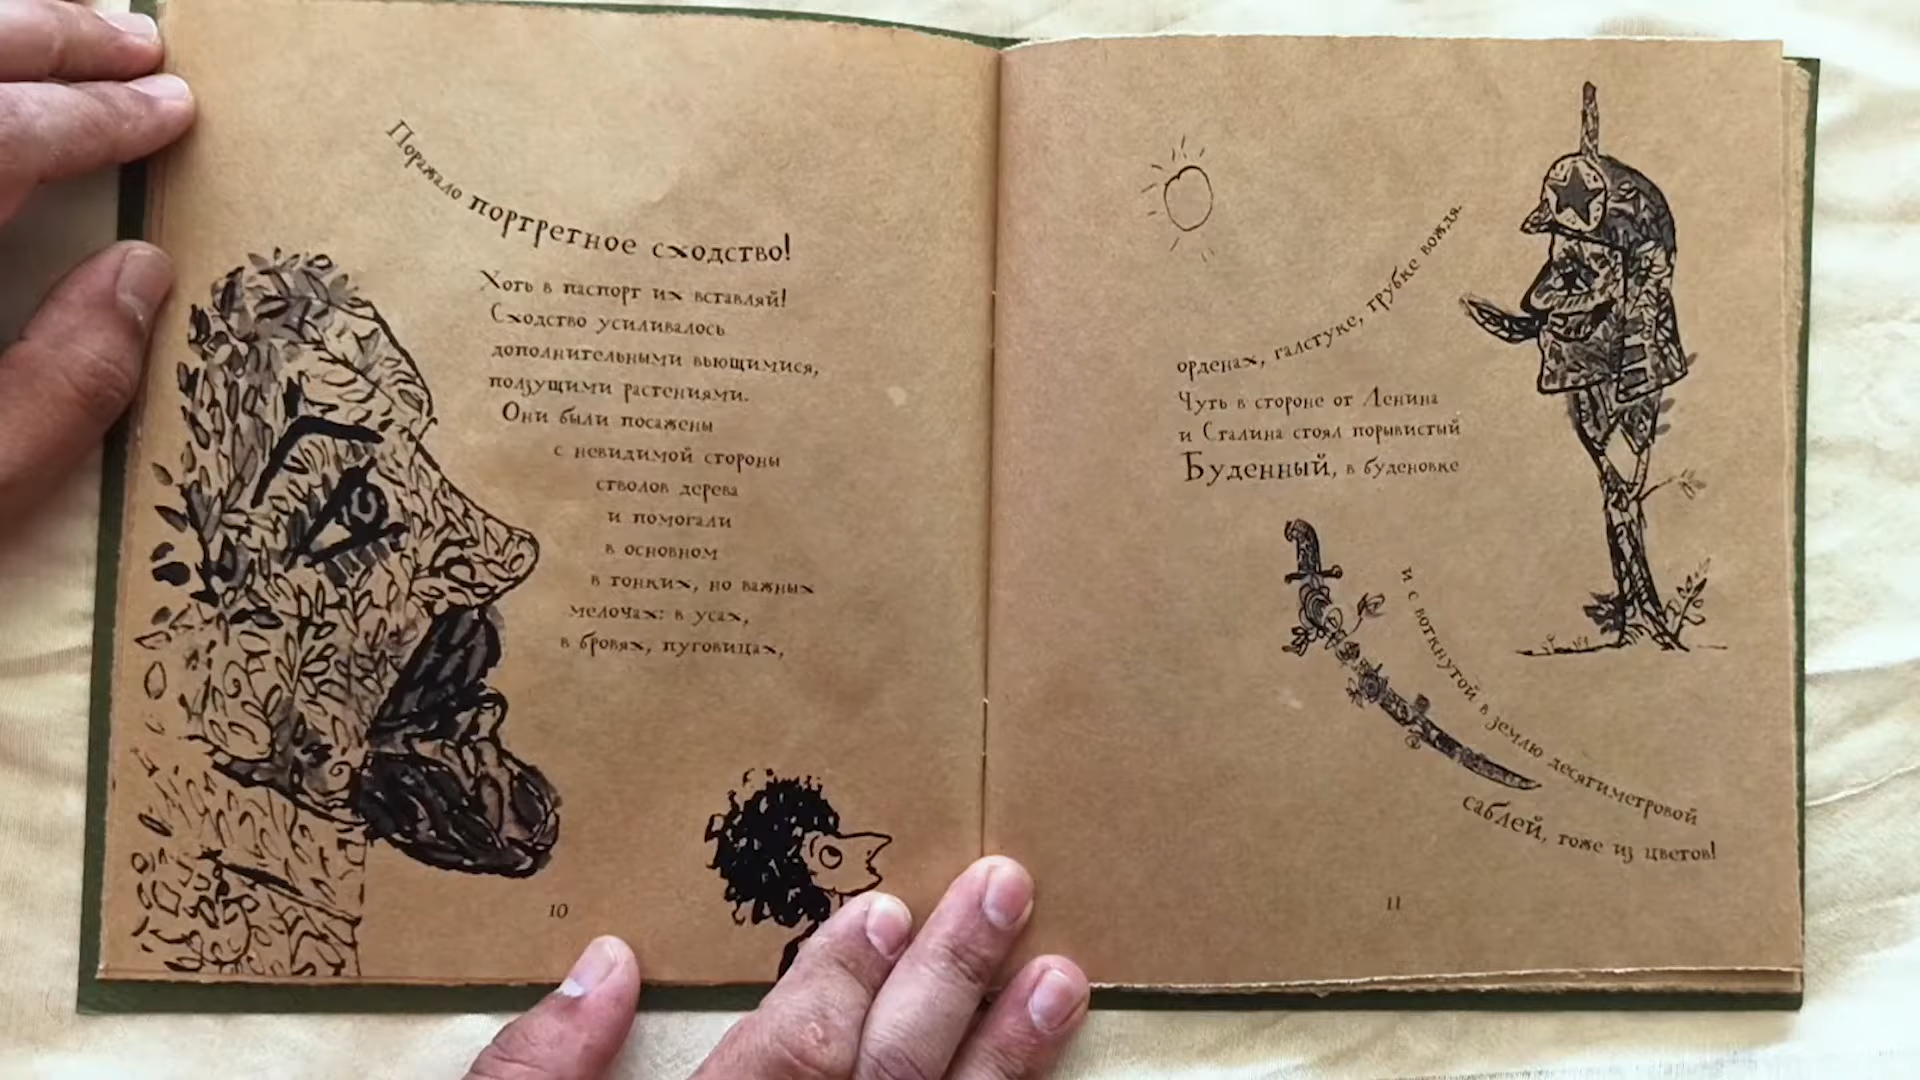 Поражало портретное сходство!
Хоть в паспорт их вставляй!
Сходство усиливалось
дополнительными вьющимися,
ползущими растениями.
Они были посажены
с невидимой стороны
стволов дерева
и помогали
в основном
в тонких, но важных
мелочах: в усах,
в бровях, пуговицах,
10
орденах, галстуке, трубке вождя.
Чуть в стороне от Ленина
и Сталина стоял порывистый
Буденный, в буденовке
и с воткнутой в землю десятиметровой
саблей, тоже из цветов!
11